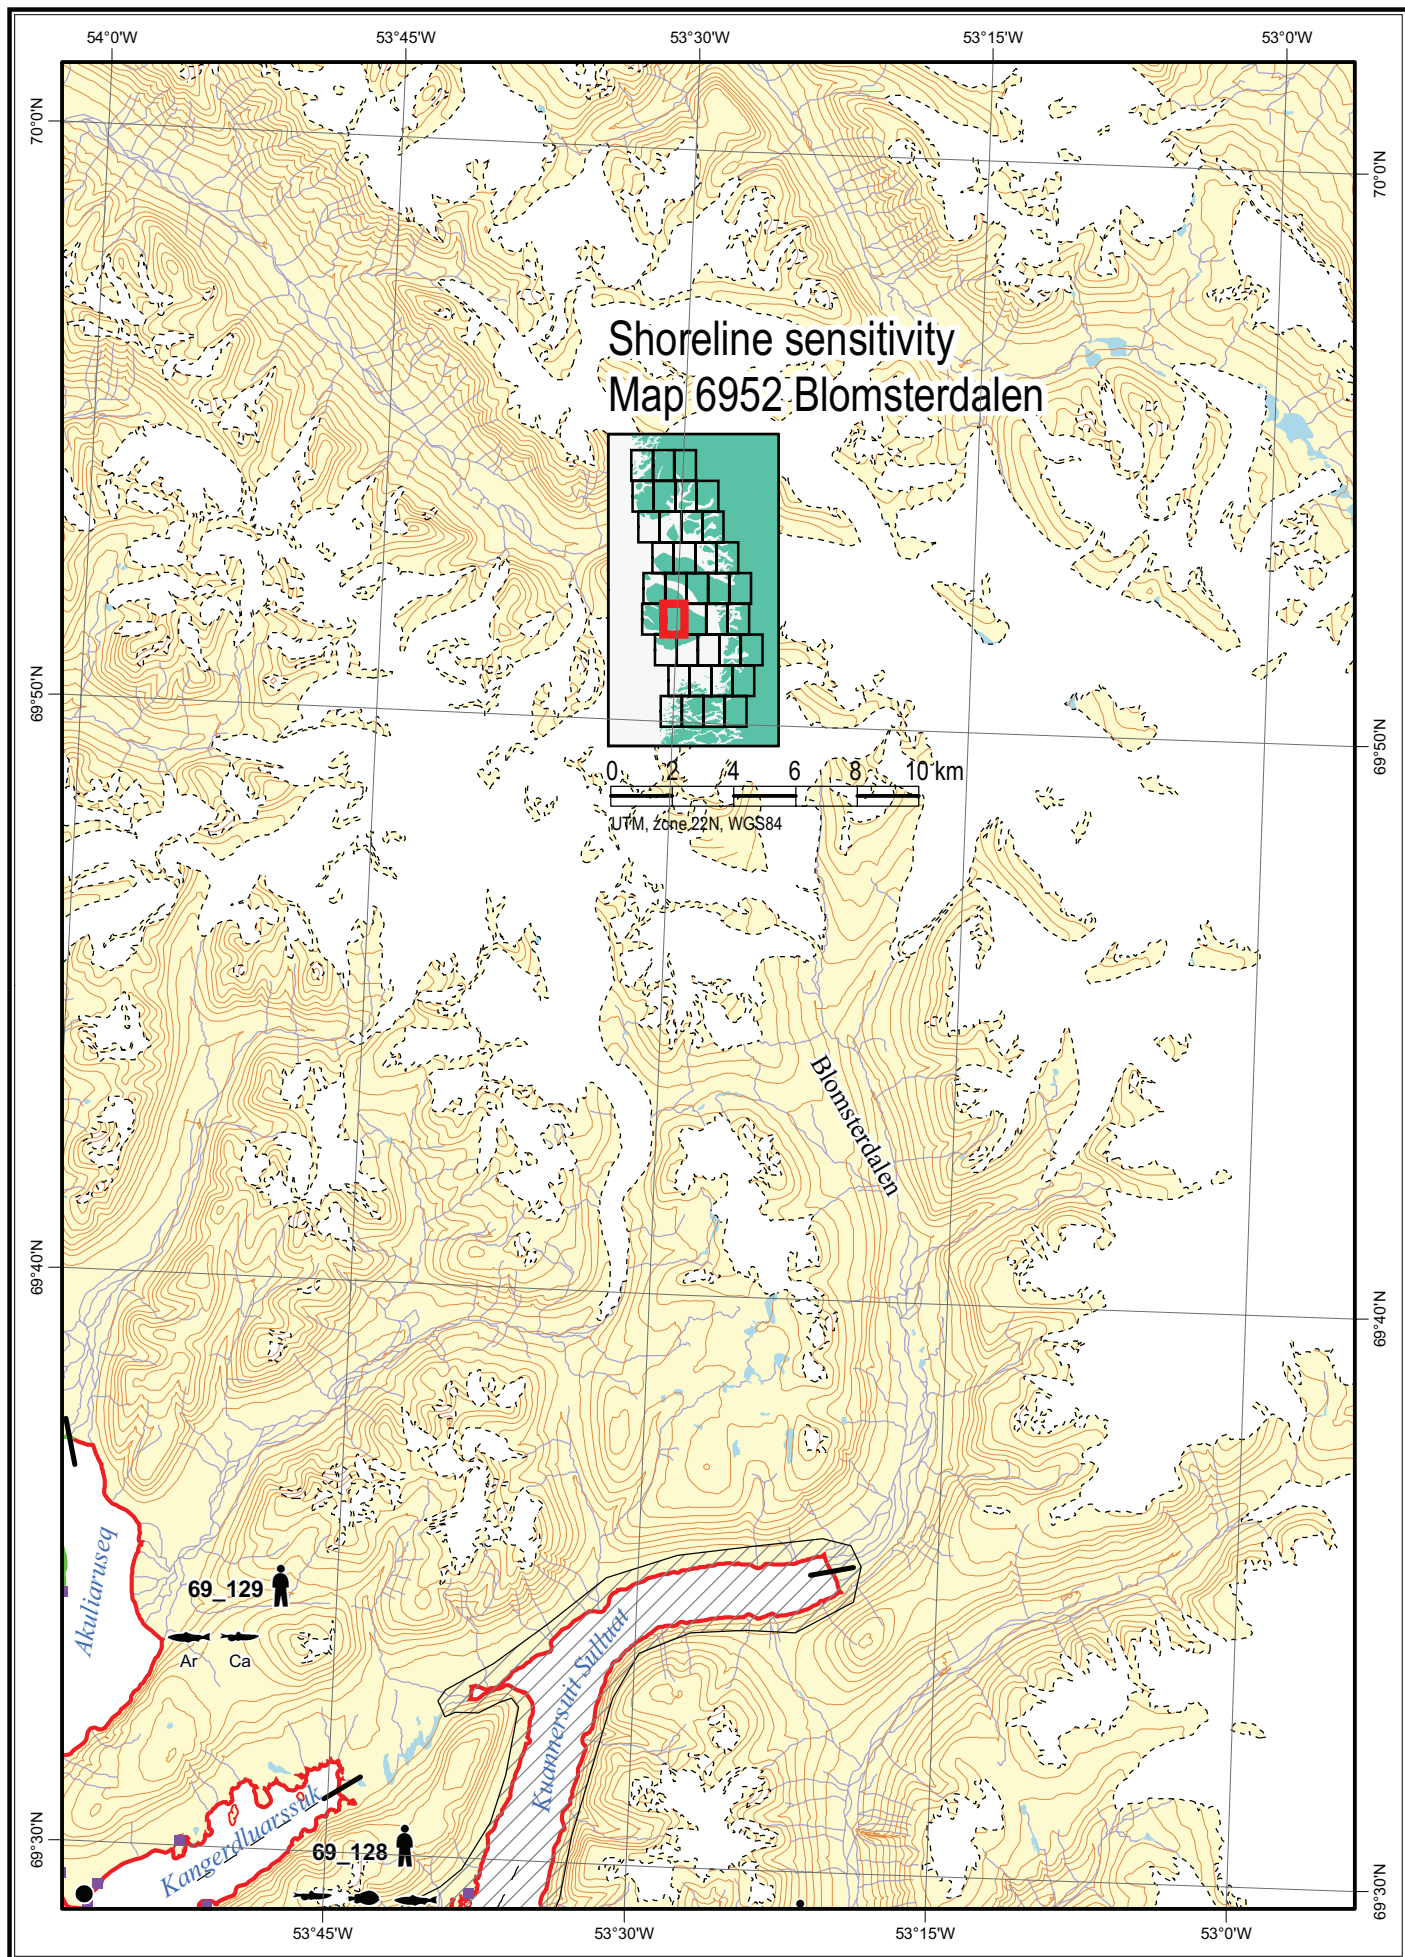 54°0'W 53°45'W 53°30'W 53°15'W 53°0'W
70°0'N
70°0'N
Shoreline sensitivity
Map 6952 Blomsterdalen
69°50'N
69°50'N
0 2 4 6 8 10 km
UTM, zone 22N, WGS84
Blomsterdalen
69°40'N
69°40'N
Akuliaruseq
69_129
Ar Ca
Kuannersuit Sulluat
Kangerdluarssuk
69_128
69°30'N
69°30'N
53°45'W 53°30'W 53°15'W 53°0'W